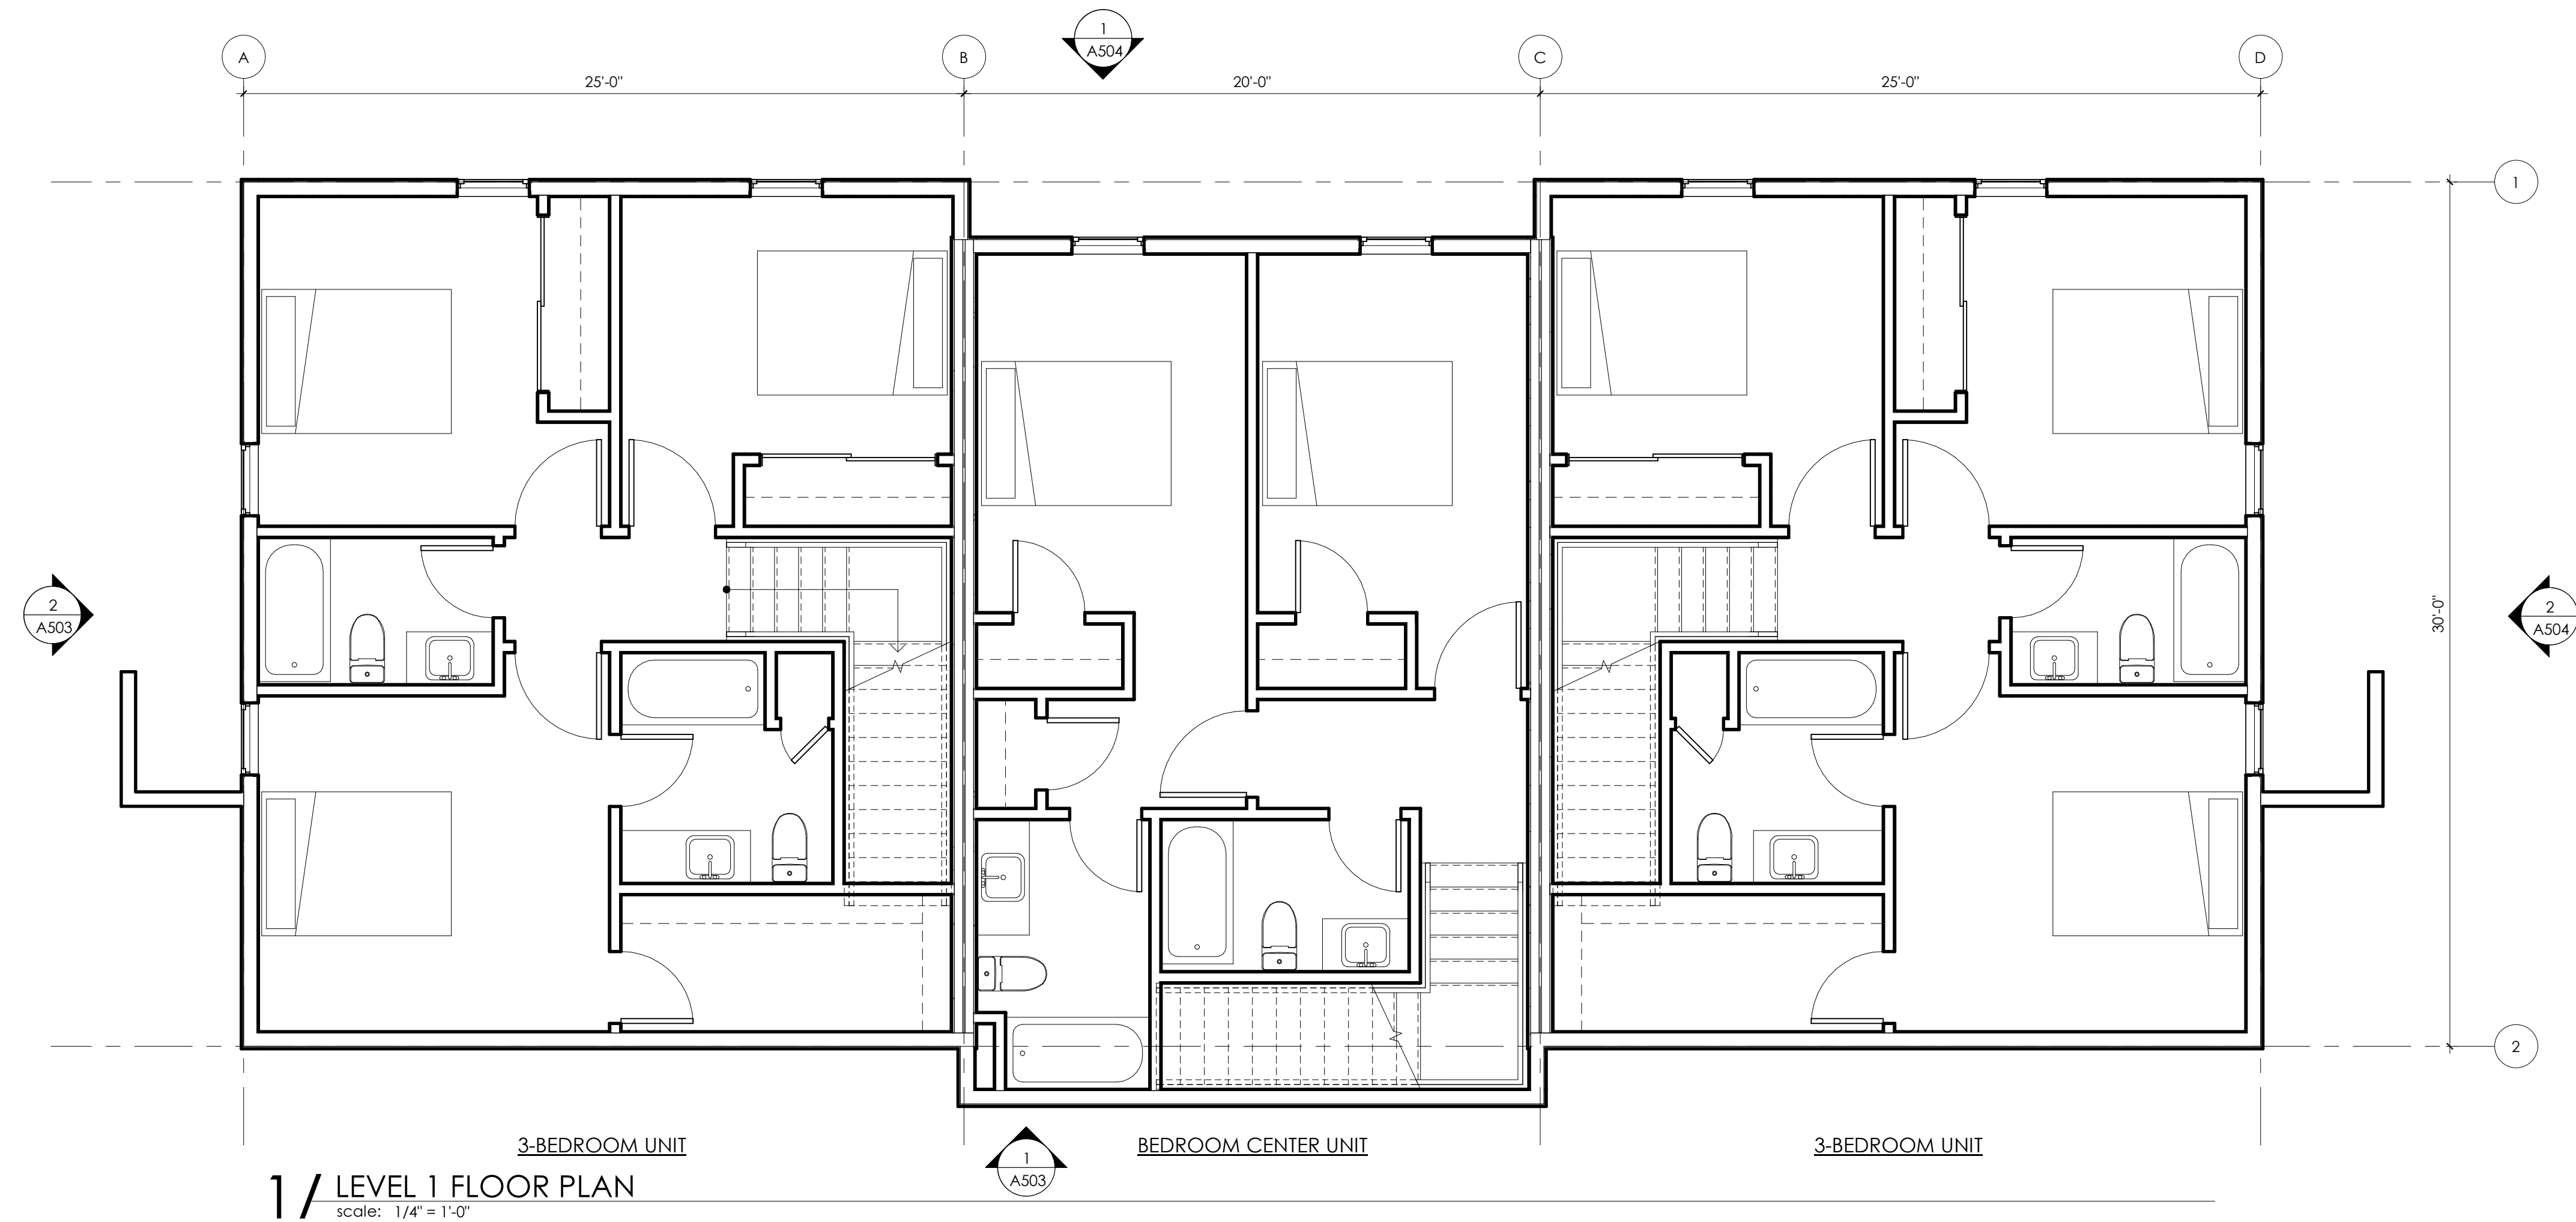 1
A504
A
B
C
D
25'-0"
20'-0"
25'-0"
1
2
A503
2
A504
30'-0"
2
3-BEDROOM UNIT
BEDROOM CENTER UNIT
3-BEDROOM UNIT
1
A503
1/ LEVEL 1 FLOOR PLAN
scale: 1/4" = 1'-0"